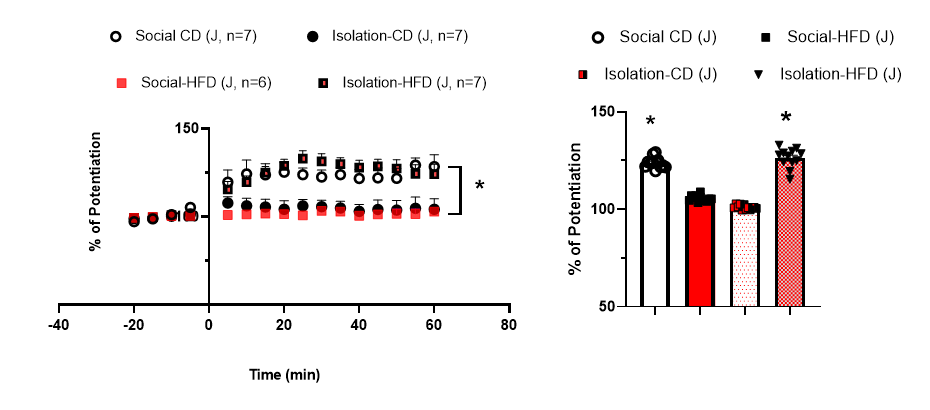 Social CD (J, n=7)
Isolation-CD (J, n=7)
Social-HFD (J, n=6)
Isolation-HFD (J, n=7)
% of Potentiation
150
*
-40
-20
0
20
40
60
80
Time (min)
Social CD (J)
Social-HFD (J)
Isolation-CD (J)
Isolation-HFD (J)
% of Potentiation
150
100
50
*
*